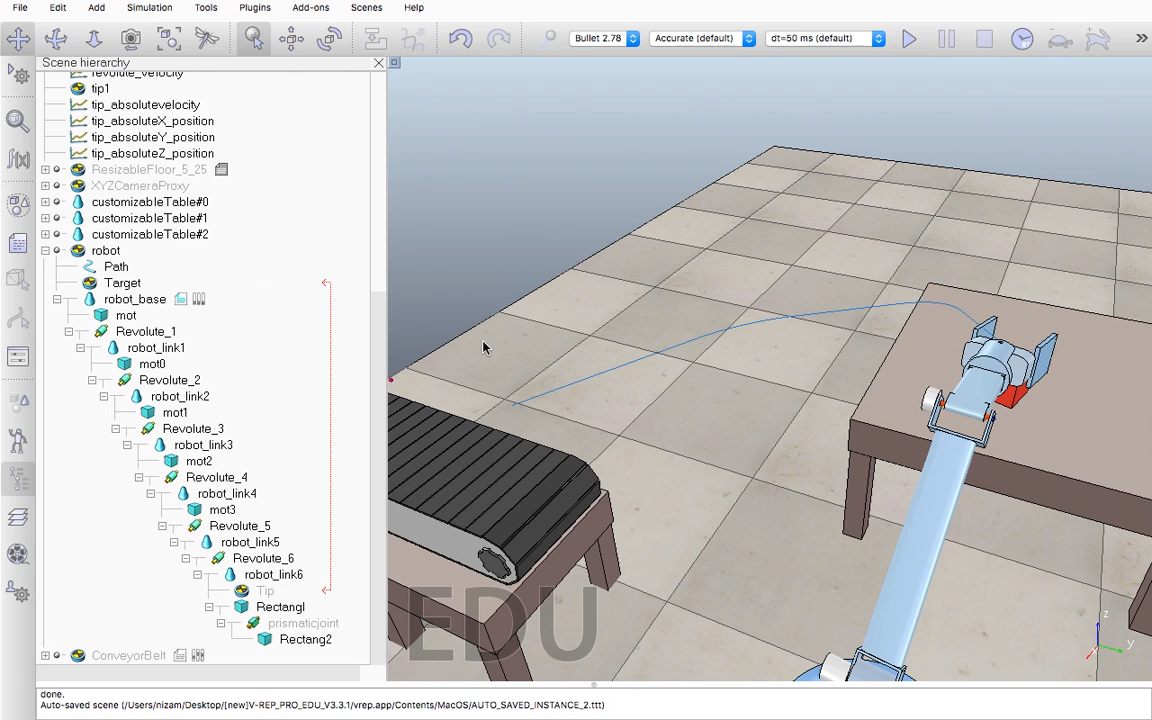 File Edit Add Simulation Tools Plugins Add-ons Scenes Help
Bullet 2.78 Accurate (default) dt=50 ms (default) »
Scene hierarchy
revolute_velocity
tip1
tip_absolutevelocity
tip_absoluteX_position
tip_absoluteY_position
tip_absoluteZ_position
ResizableFloor_5_25
XYZCameraProxy
customizableTable#0
customizableTable#1
customizableTable#2
robot
Path
Target
robot_base
mot
Revolute_1
robot_link1
mot0
Revolute_2
robot_link2
mot1
Revolute_3
robot_link3
mot2
Revolute_4
robot_link4
mot3
Revolute_5
robot_link5
Revolute_6
robot_link6
Tip
Rectangl
prismaticjoint
Rectang2
ConveyorBelt
EDU
z
y
x
done.
Auto-saved scene (/Users/nizam/Desktop/[new]V-REP_PRO_EDU_V3.3.1/vrep.app/Contents/MacOS/AUTO_SAVED_INSTANCE_2.ttt)